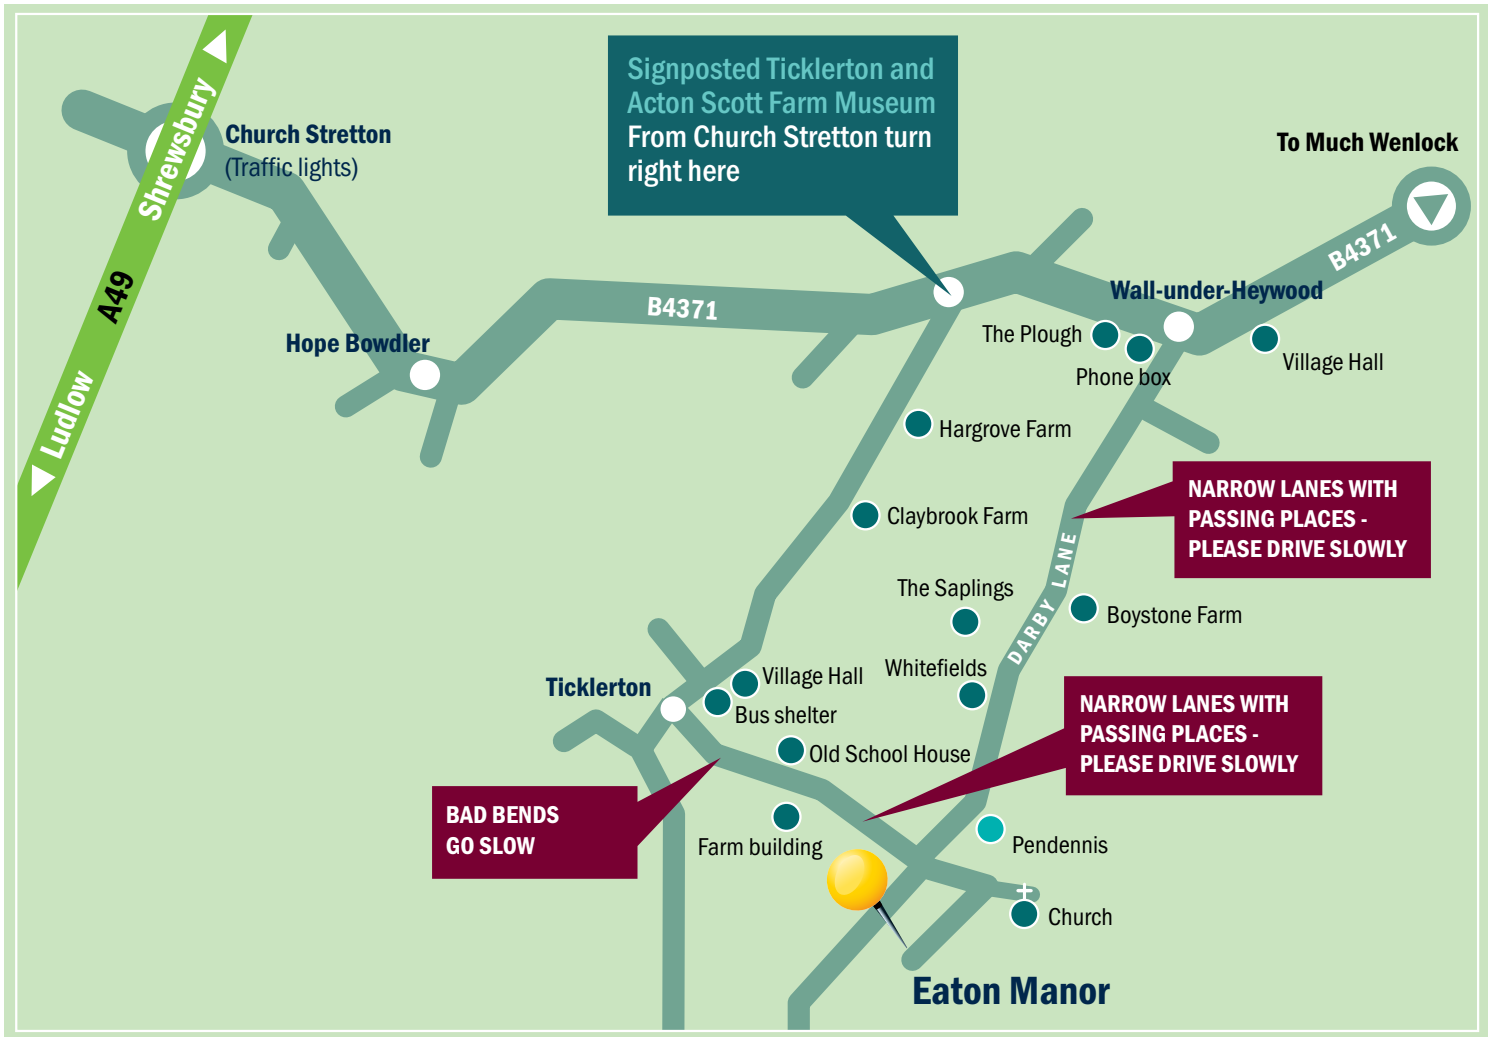 Shrewsbury
A49
Ludlow
Church Stretton
(Traffic lights)
Signposted Ticklerton and
Acton Scott Farm Museum
From Church Stretton turn
right here
To Much Wenlock
B4371
Wall-under-Heywood
B4371
Hope Bowdler
The Plough
Phone box
Village Hall
Hargrove Farm
NARROW LANES WITH
PASSING PLACES -
PLEASE DRIVE SLOWLY
Claybrook Farm
DARBY LANE
The Saplings
Boystone Farm
Whitefields
Village Hall
Ticklerton
Bus shelter
NARROW LANES WITH
PASSING PLACES -
PLEASE DRIVE SLOWLY
Old School House
BAD BENDS
GO SLOW
Farm building
Pendennis
Church
Eaton Manor